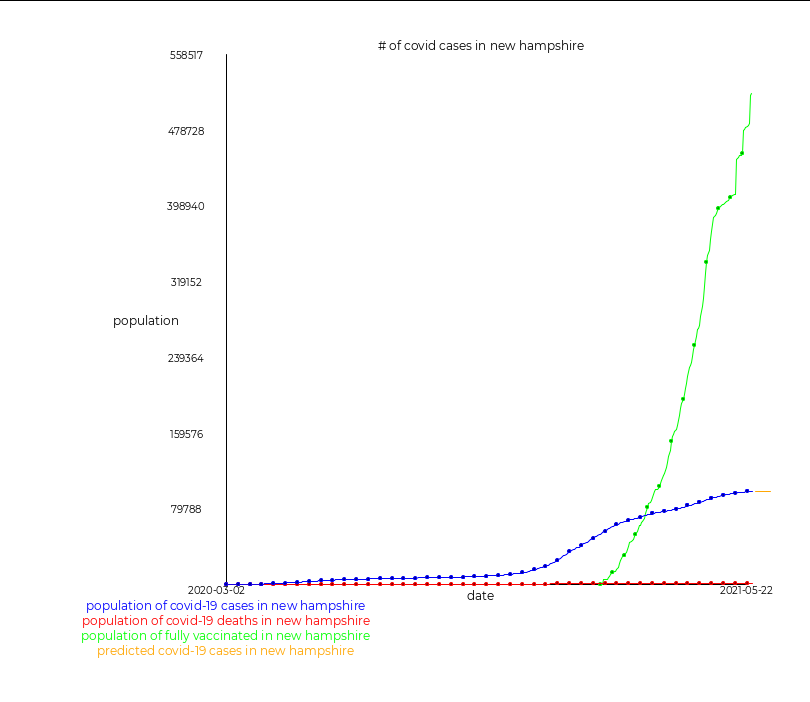 # of covid cases in new hampshire
558517
478728
398940
319152
population
239364
159576
79788
2020-03-02
date
2021-05-22
population of covid-19 cases in new hampshire
population of covid-19 deaths in new hampshire
population of fully vaccinated in new hampshire
predicted covid-19 cases in new hampshire